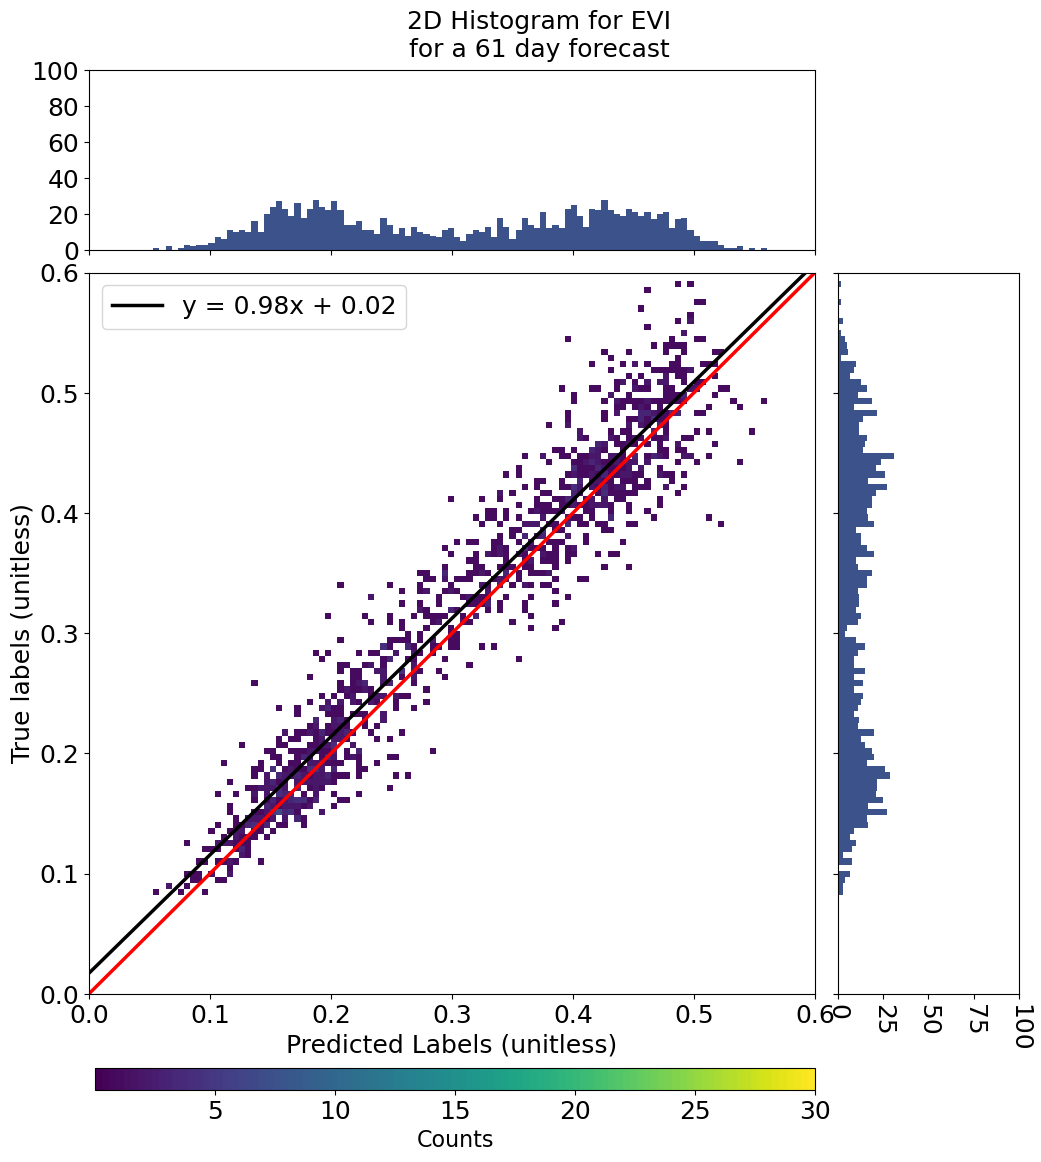 2D Histogram for EVI
for a 61 day forecast
100
80
60
40
20
0
0.6
0.5
0.4
0.3
0.2
0.1
0.0
True labels (unitless)
y = 0.98x + 0.02
0.0 0.1 0.2 0.3 0.4 0.5 0.6
Predicted Labels (unitless)
0 25 50 75 100
5 10 15 20 25 30
Counts